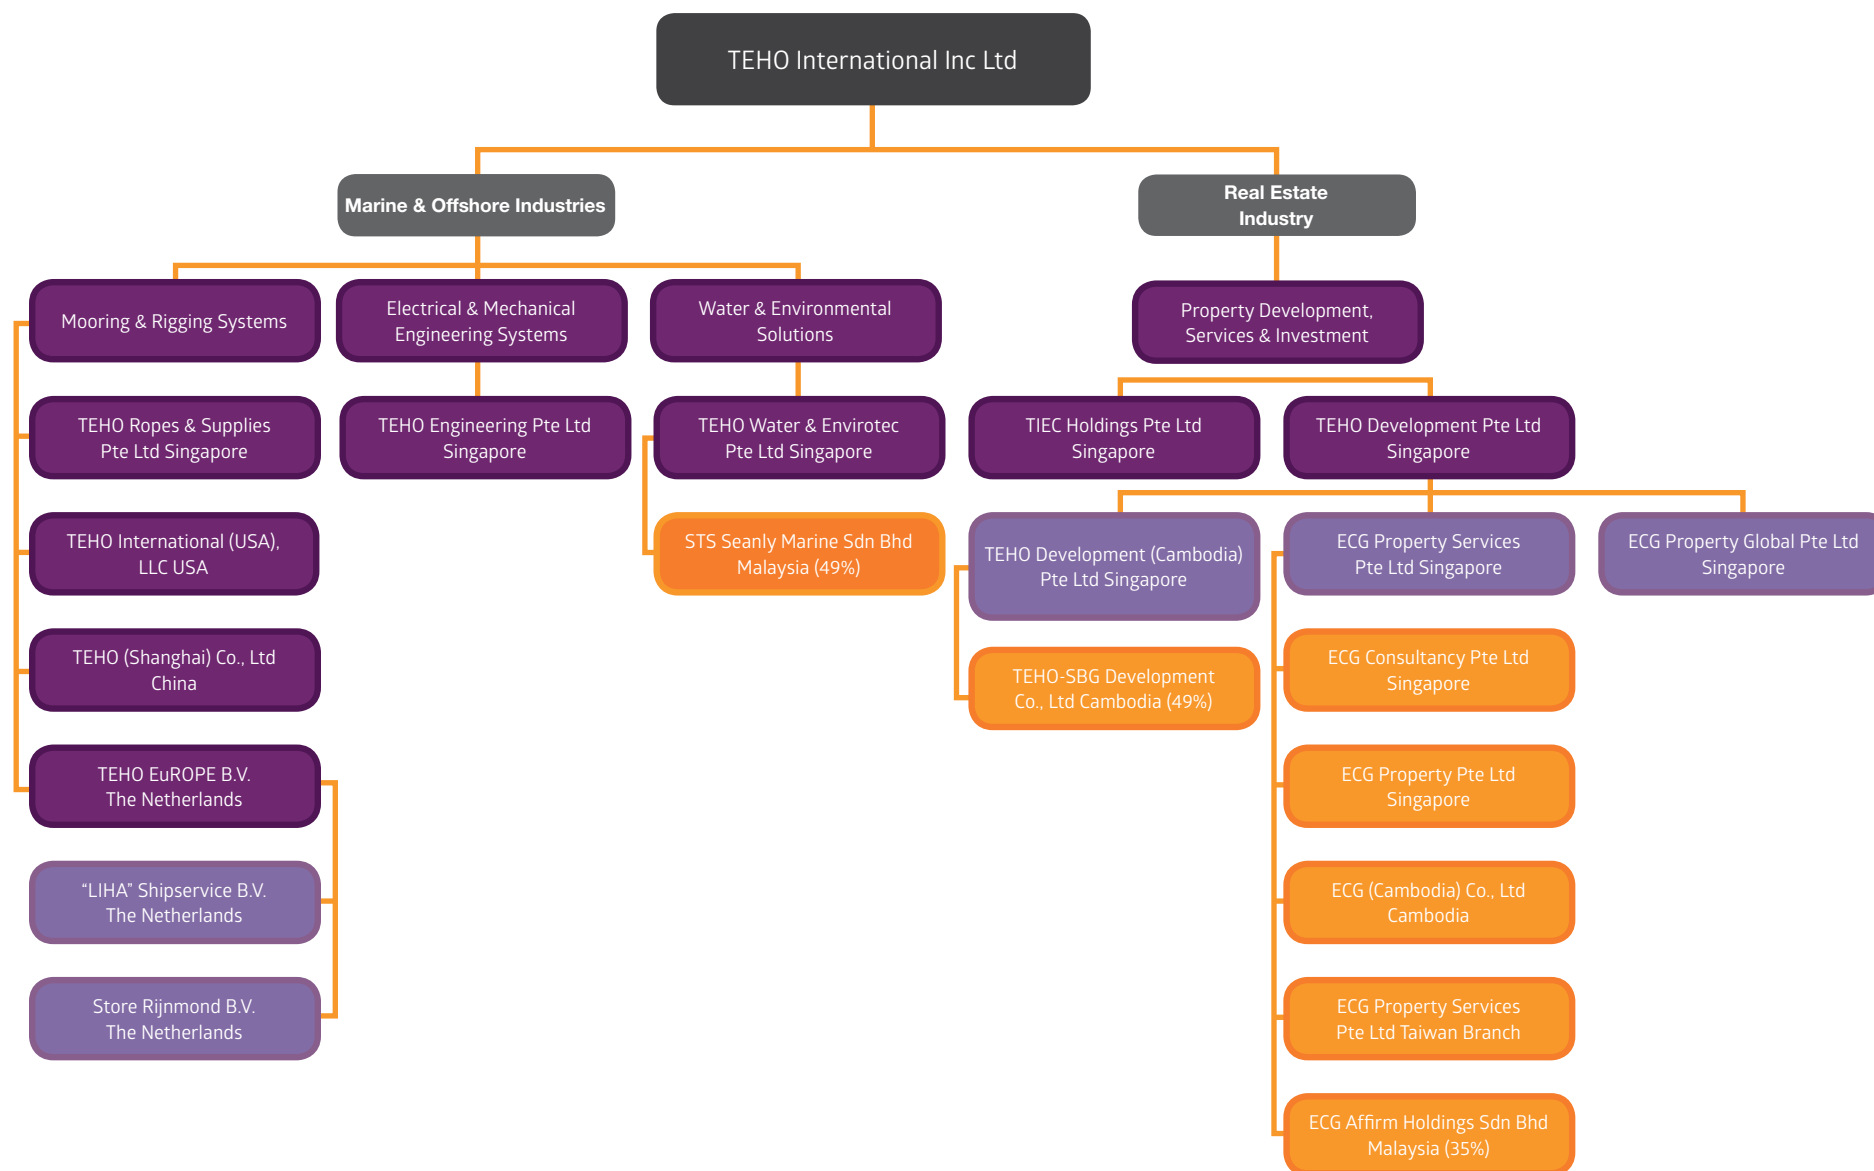 TEHO International Inc Ltd
Marine & Offshore Industries
Real Estate
Industry
Mooring & Rigging Systems
Electrical & Mechanical
Engineering Systems
Water & Environmental
Solutions
Property Development,
Services & Investment
TEHO Ropes & Supplies
Pte Ltd Singapore
TEHO Engineering Pte Ltd
Singapore
TEHO Water & Envirotec
Pte Ltd Singapore
TIEC Holdings Pte Ltd
Singapore
TEHO Development Pte Ltd
Singapore
TEHO International (USA),
LLC USA
STS Seanly Marine Sdn Bhd
Malaysia (49%)
TEHO Development (Cambodia)
Pte Ltd Singapore
ECG Property Services
Pte Ltd Singapore
ECG Property Global Pte Ltd
Singapore
TEHO (Shanghai) Co., Ltd
China
TEHO-SBG Development
Co., Ltd Cambodia (49%)
ECG Consultancy Pte Ltd
Singapore
TEHO EuROPE B.V.
The Netherlands
ECG Property Pte Ltd
Singapore
“LIHA” Shipservice B.V.
The Netherlands
ECG (Cambodia) Co., Ltd
Cambodia
Store Rijnmond B.V.
The Netherlands
ECG Property Services
Pte Ltd Taiwan Branch
ECG Affirm Holdings Sdn Bhd
Malaysia (35%)